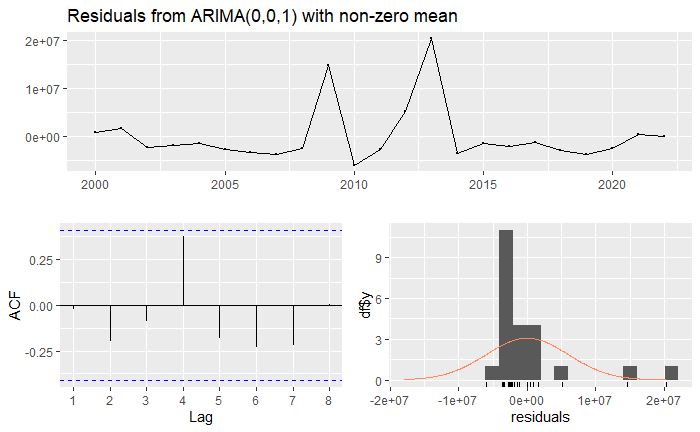 Residuals from ARIMA(0,0,1) with non-zero mean
2e+07
1e+07
0e+00
2000 2005 2010 2015 2020
ACF
0.25
0.00
-0.25
1 2 3 4 5 6 7 8
Lag
df$y
9
6
3
0
-2e+07 -1e+07 0e+00 1e+07 2e+07
residuals